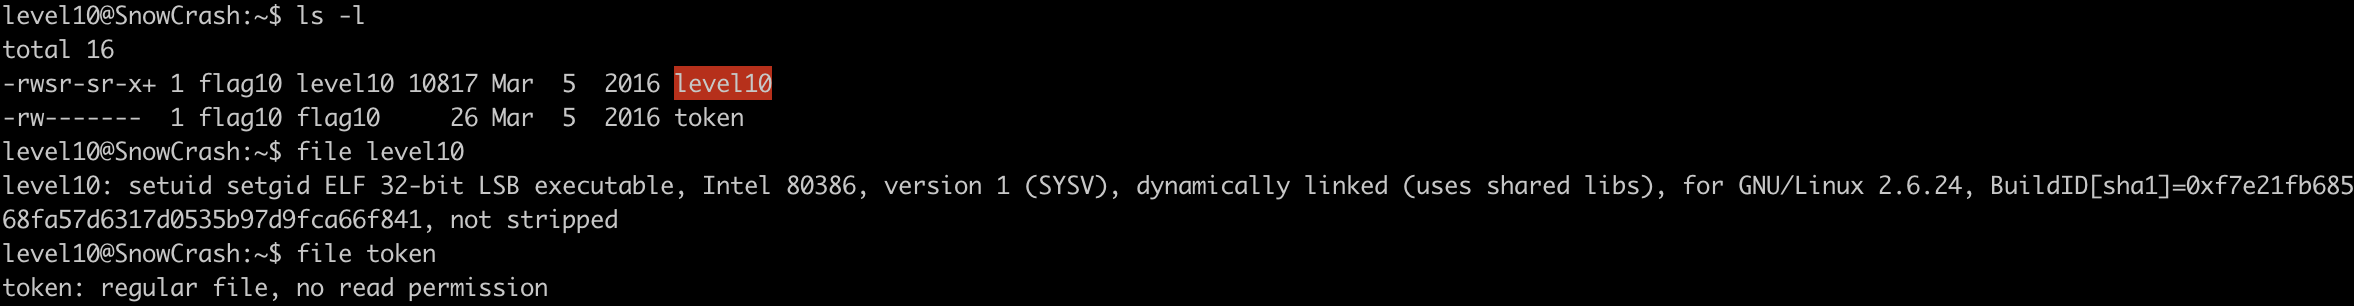 level10@SnowCrash:~$ ls -l
total 16
-rwsr-sr-x+ 1 flag10 level10 10817 Mar  5  2016 level10
-rw-------  1 flag10 flag10     26 Mar  5  2016 token
level10@SnowCrash:~$ file level10
level10: setuid setgid ELF 32-bit LSB executable, Intel 80386, version 1 (SYSV), dynamically linked (uses shared libs), for GNU/Linux 2.6.24, BuildID[sha1]=0xf7e21fb685
68fa57d6317d0535b97d9fca66f841, not stripped
level10@SnowCrash:~$ file token
token: regular file, no read permission